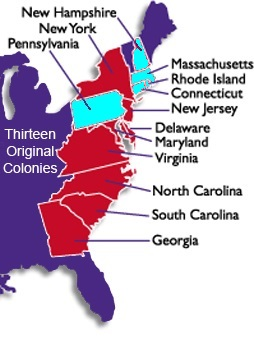 New Hampshire
New York
Pennsylvania
Massachusetts
Rhode Island
Connecticut
New Jersey
Delaware
Maryland
Virginia
Thirteen
Original
Colonies
North Carolina
South Carolina
Georgia